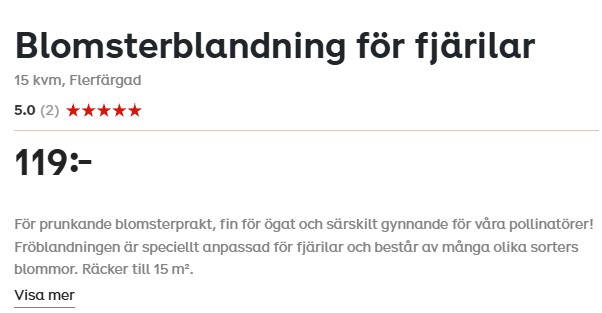 Blomsterblandning för fjärilar
15 kvm, Flerfärgad
5.0 (2) ★★★★★
119:-
För prunkande blomsterprakt, fin för ögat och särskilt gynnande för våra pollinatörer!
Fröblandningen är speciellt anpassad för fjärilar och består av många olika sorters
blommor. Räcker till 15 m².
Visa mer